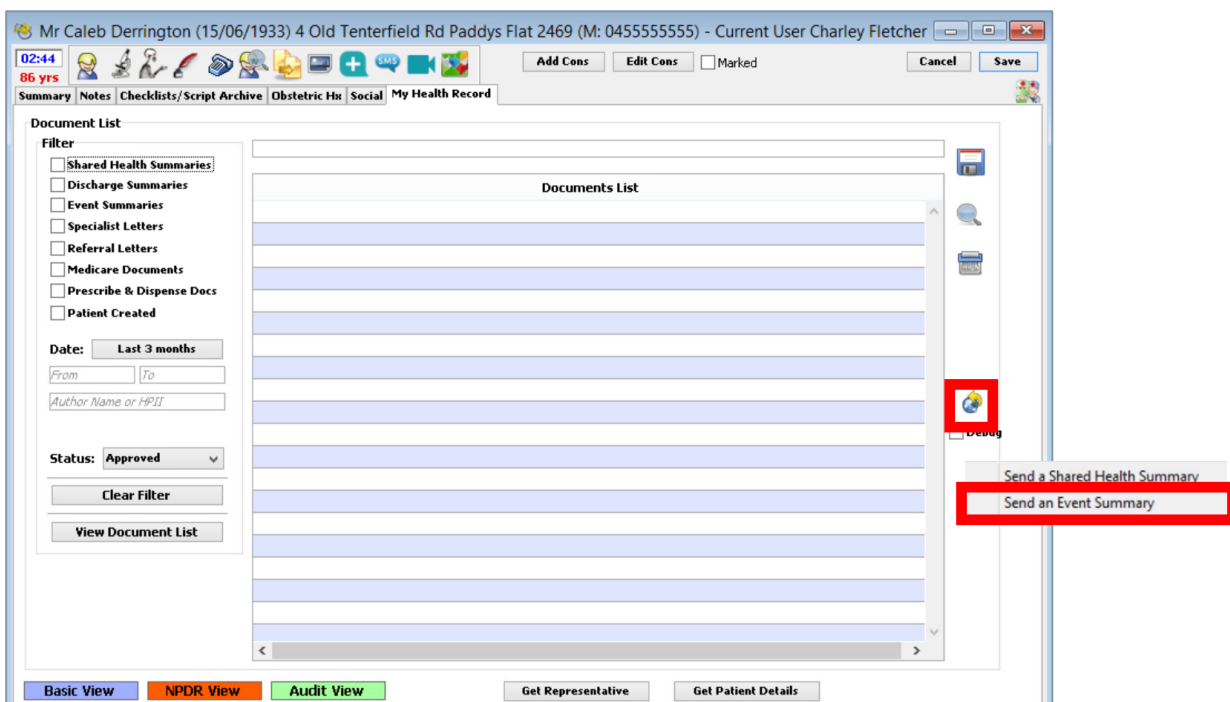 Mr Caleb Derrington (15/06/1933) 4 Old Tenterfield Rd Paddys Flat 2469 (M: 0455555555) - Current User Charley Fletcher
02:44
86 yrs
SMS
Add Cons Edit Cons Marked Cancel Save
Summary Notes Checklists/Script Archive Obstetric Hx Social My Health Record
Document List
Filter
Shared Health Summaries
Discharge Summaries
Event Summaries
Specialist Letters
Referral Letters
Medicare Documents
Prescribe & Dispense Docs
Patient Created
Date: Last 3 months
From To
Author Name or HPII
Status: Approved
Clear Filter
View Document List
Documents List
Debug
Send a Shared Health Summary
Send an Event Summary
Basic View NPDR View Audit View Get Representative Get Patient Details